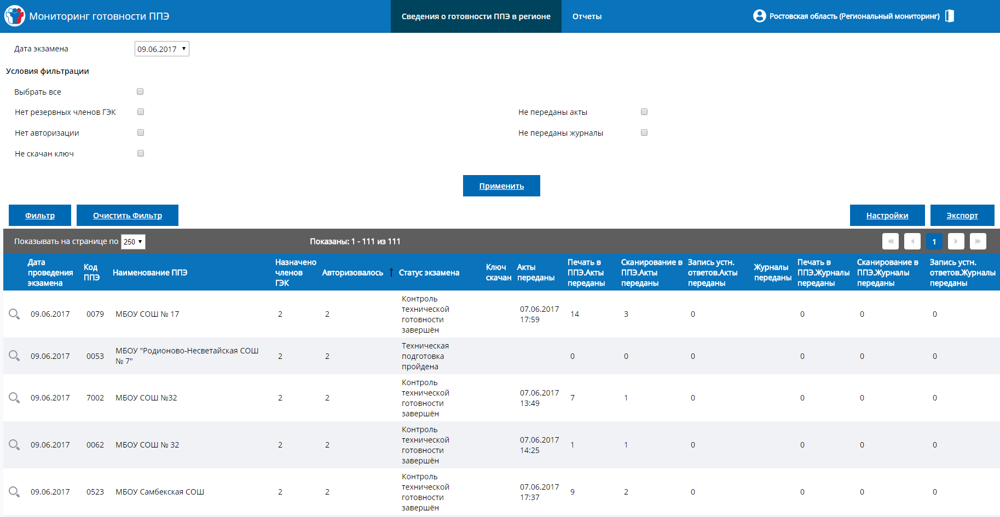 Мониторинг готовности ППЭ
Сведения о готовности ППЭ в регионе
Отчеты
Ростовская область (Региональный мониторинг)
Дата экзамена
09.06.2017
Условия фильтрации
Выбрать все
Нет резервных членов ГЭК
Не переданы акты
Нет авторизации
Не переданы журналы
Не скачан ключ
Применить
Фильтр
Очистить Фильтр
Настройки
Экспорт
Показывать на странице по 250
Показаны: 1 - 111 из 111
1
Дата
проведения
экзамена
Код
ППЭ
Наименование ППЭ
Назначено
членов
ГЭК
Авторизовалось
Статус экзамена
Ключ
скачан
Акты
переданы
Печать в
ППЭ.Акты
переданы
Сканирование в
ППЭ.Акты
переданы
Запись устн.
ответов.Акты
переданы
Журналы
переданы
Печать в
ППЭ.Журналы
переданы
Сканирование в
ППЭ.Журналы
переданы
Запись устн.
ответов.Журналы
переданы
09.06.2017
0079
МБОУ СОШ № 17
2
2
Контроль
технической
готовности
завершён
07.06.2017
17:59
14
3
0
0
0
0
09.06.2017
0053
МБОУ "Родионово-Несветайская СОШ
№ 7"
2
2
Техническая
подготовка
пройдена
0
0
0
0
0
0
09.06.2017
7002
МБОУ СОШ №32
2
2
Контроль
технической
готовности
завершён
07.06.2017
13:49
7
1
0
0
0
0
09.06.2017
0062
МБОУ СОШ № 32
2
2
Контроль
технической
готовности
завершён
07.06.2017
14:25
1
1
0
0
0
0
09.06.2017
0523
МБОУ Самбекская СОШ
2
2
Контроль
технической
готовности
завершён
07.06.2017
17:37
9
2
0
0
0
0